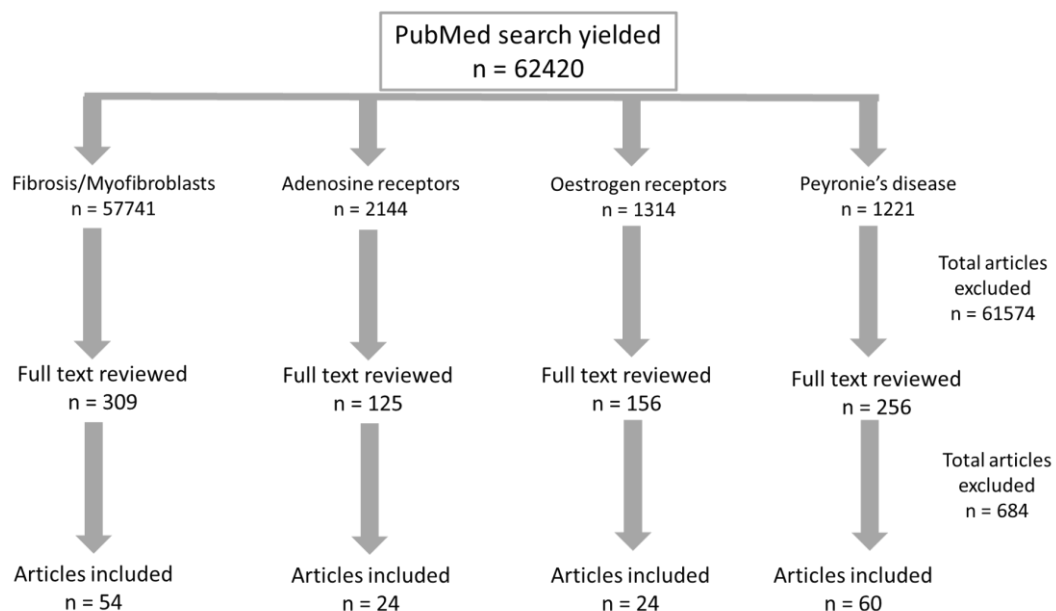 PubMed search yielded
n = 62420
Fibrosis/Myofibroblasts
n = 57741
Adenosine receptors
n = 2144
Oestrogen receptors
n = 1314
Peyronie's disease
n = 1221
Total articles
excluded
n = 61574
Full text reviewed
n = 309
Full text reviewed
n = 125
Full text reviewed
n = 156
Full text reviewed
n = 256
Total articles
excluded
n = 684
Articles included
n = 54
Articles included
n = 24
Articles included
n = 24
Articles included
n = 60